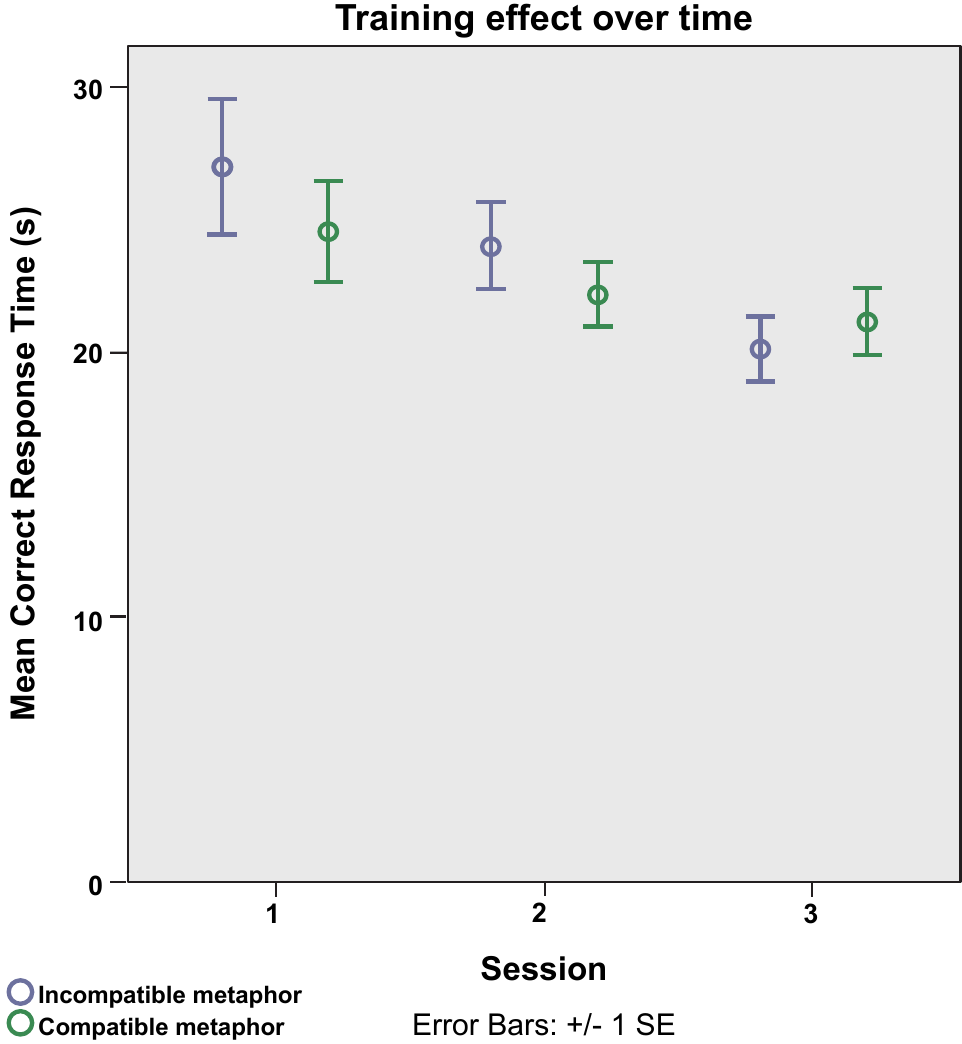 Training effect over time
Mean Correct Response Time (s)
30
20
10
0
1 2 3
Session
Incompatible metaphor
Compatible metaphor
Error Bars: +/- 1 SE